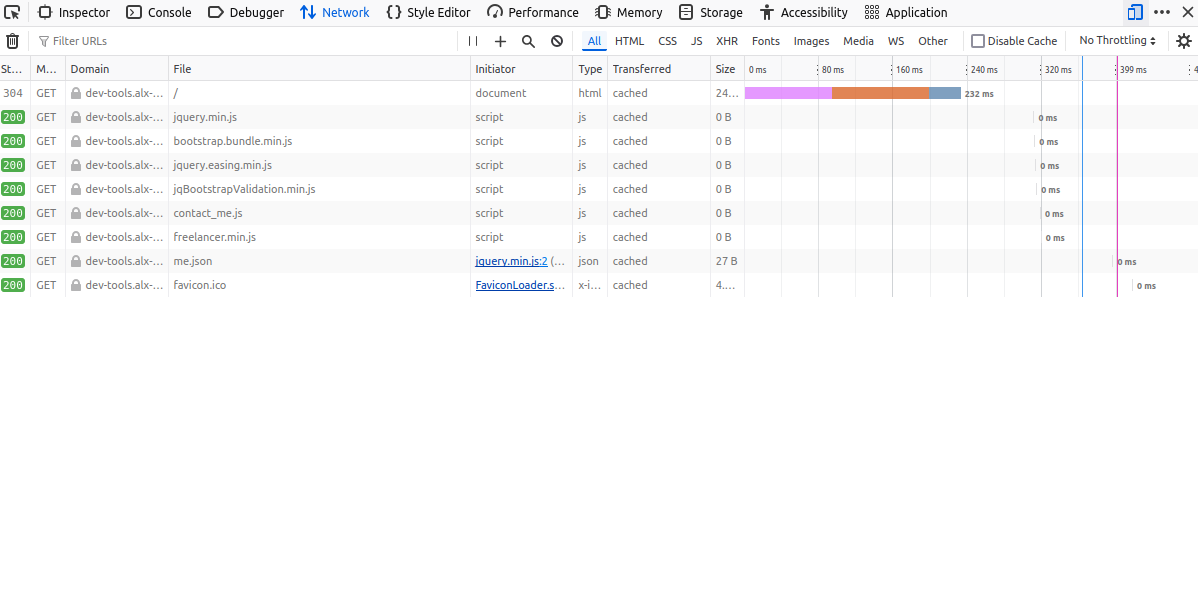 Inspector Console Debugger Network Style Editor Performance Memory Storage Accessibility Application
Filter URLs All HTML CSS JS XHR Fonts Images Media WS Other Disable Cache No Throttling
St... M... Domain File Initiator Type Transferred Size 0 ms 80 ms 160 ms 240 ms 320 ms 399 ms 4
304 GET dev-tools.alx-... / document html cached 24... 232 ms
200 GET dev-tools.alx-... jquery.min.js script js cached 0 B 0 ms
200 GET dev-tools.alx-... bootstrap.bundle.min.js script js cached 0 B 0 ms
200 GET dev-tools.alx-... jquery.easing.min.js script js cached 0 B 0 ms
200 GET dev-tools.alx-... jqBootstrapValidation.min.js script js cached 0 B 0 ms
200 GET dev-tools.alx-... contact_me.js script js cached 0 B 0 ms
200 GET dev-tools.alx-... freelancer.min.js script js cached 0 B 0 ms
200 GET dev-tools.alx-... me.json jquery.min.js:2 (... json cached 27 B 0 ms
200 GET dev-tools.alx-... favicon.ico FaviconLoader.s... x-i... cached 4.... 0 ms